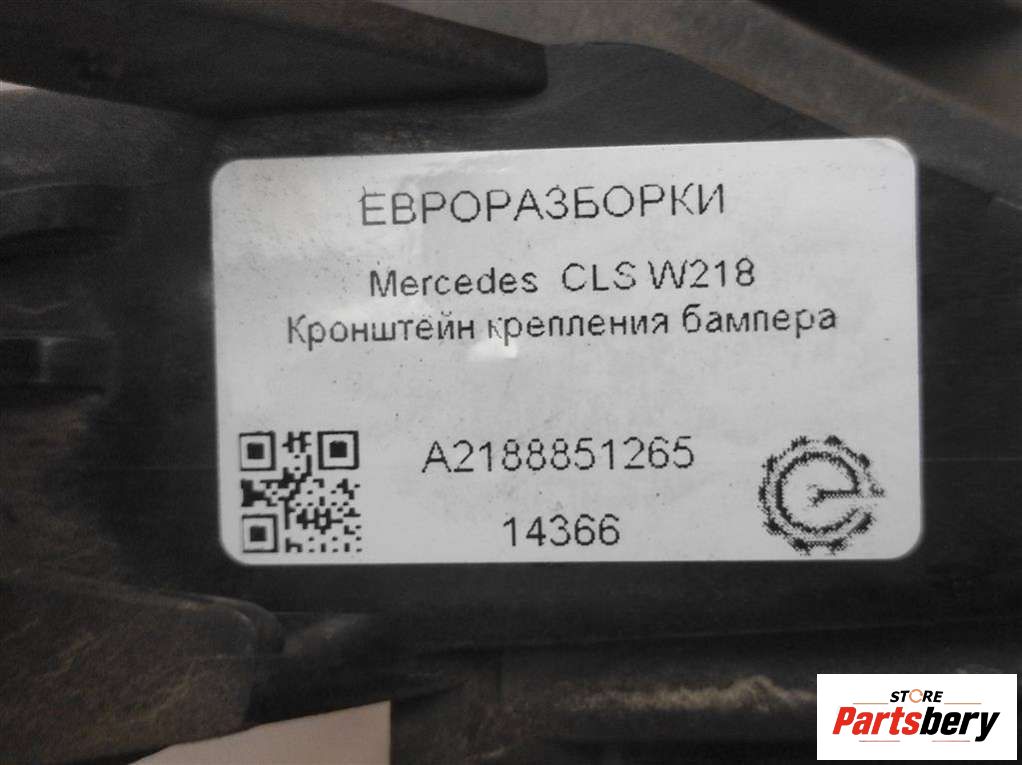 ЕВРОРАЗБОРКИ
Mercedes CLS W218
Кронштейн крепления бампера
A2188851265
14366
STORE
Partsbery